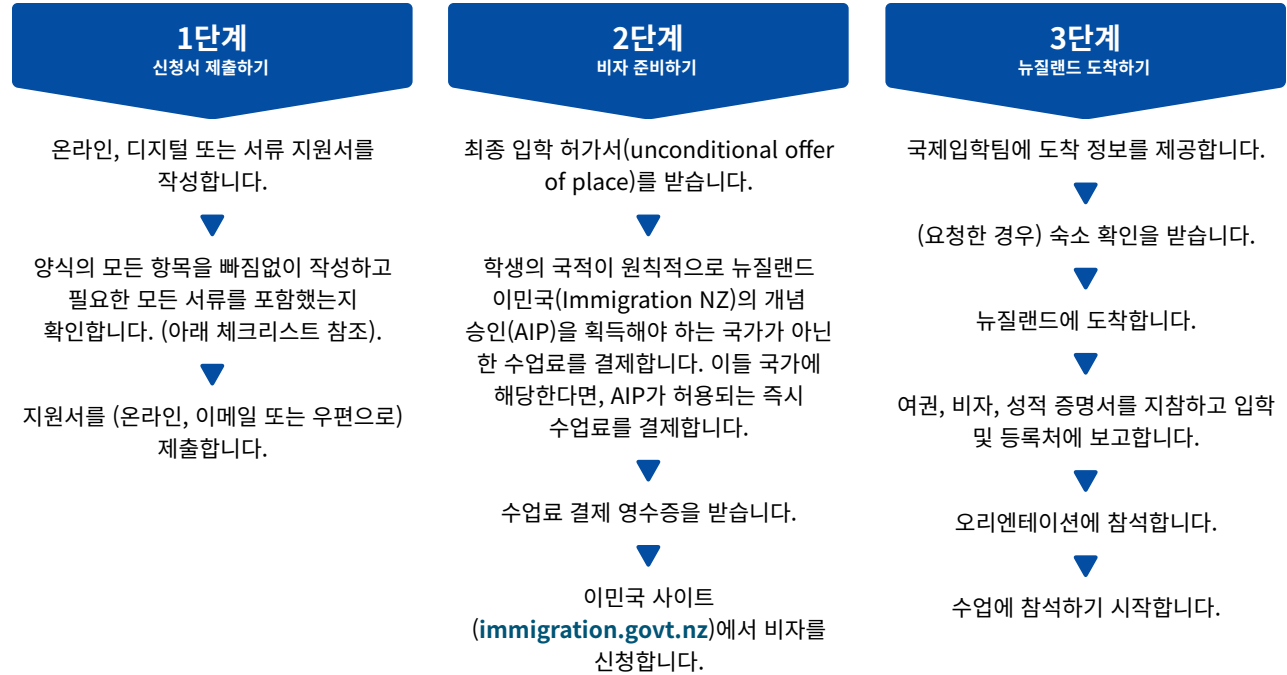 1단계
신청서 제출하기
온라인, 디지털 또는 서류 지원서를
작성합니다.
양식의 모든 항목을 빠짐없이 작성하고
필요한 모든 서류를 포함했는지
확인합니다. (아래 체크리스트 참조).
지원서를 (온라인, 이메일 또는 우편으로)
제출합니다.
2단계
비자 준비하기
최종 입학 허가서(unconditional offer
of place)를 받습니다.
학생의 국적이 원칙적으로 뉴질랜드
이민국(Immigration NZ)의 개념
승인(AIP)을 획득해야 하는 국가가 아닌
한 수업료를 결제합니다. 이들 국가에
해당한다면, AIP가 허용되는 즉시
수업료를 결제합니다.
수업료 결제 영수증을 받습니다.
이민국 사이트
(immigration.govt.nz)에서 비자를
신청합니다.
3단계
뉴질랜드 도착하기
국제입학팀에 도착 정보를 제공합니다.
(요청한 경우) 숙소 확인을 받습니다.
뉴질랜드에 도착합니다.
여권, 비자, 성적 증명서를 지참하고 입학
및 등록처에 보고합니다.
오리엔테이션에 참석합니다.
수업에 참석하기 시작합니다.